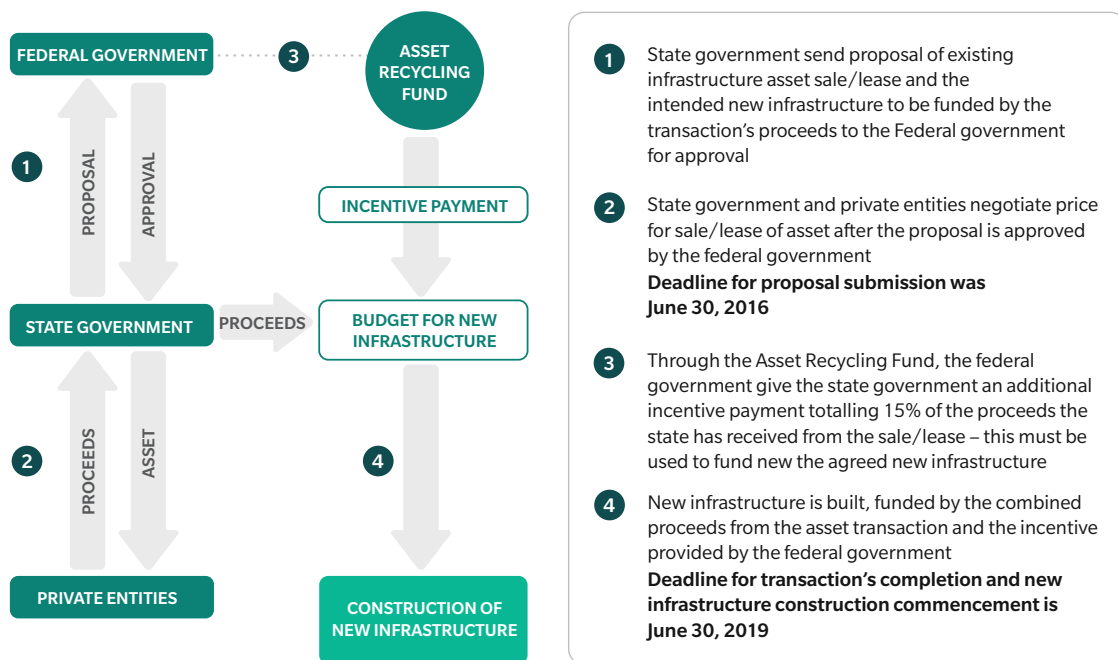 FEDERAL GOVERNMENT
3
ASSET
RECYCLING
FUND
1
PROPOSAL
APPROVAL
INCENTIVE PAYMENT
STATE GOVERNMENT
PROCEEDS
BUDGET FOR NEW
INFRASTRUCTURE
2
PROCEEDS
ASSET
4
PRIVATE ENTITIES
CONSTRUCTION OF
NEW INFRASTRUCTURE
1
State government send proposal of existing
infrastructure asset sale/lease and the
intended new infrastructure to be funded by the
transaction's proceeds to the Federal government
for approval
2
State government and private entities negotiate price
for sale/lease of asset after the proposal is approved
by the federal government
Deadline for proposal submission was
June 30, 2016
3
Through the Asset Recycling Fund, the federal
government give the state government an additional
incentive payment totalling 15% of the proceeds the
state has received from the sale/lease – this must be
used to fund new the agreed new infrastructure
4
New infrastructure is built, funded by the combined
proceeds from the asset transaction and the incentive
provided by the federal government
Deadline for transaction's completion and new
infrastructure construction commencement is
June 30, 2019